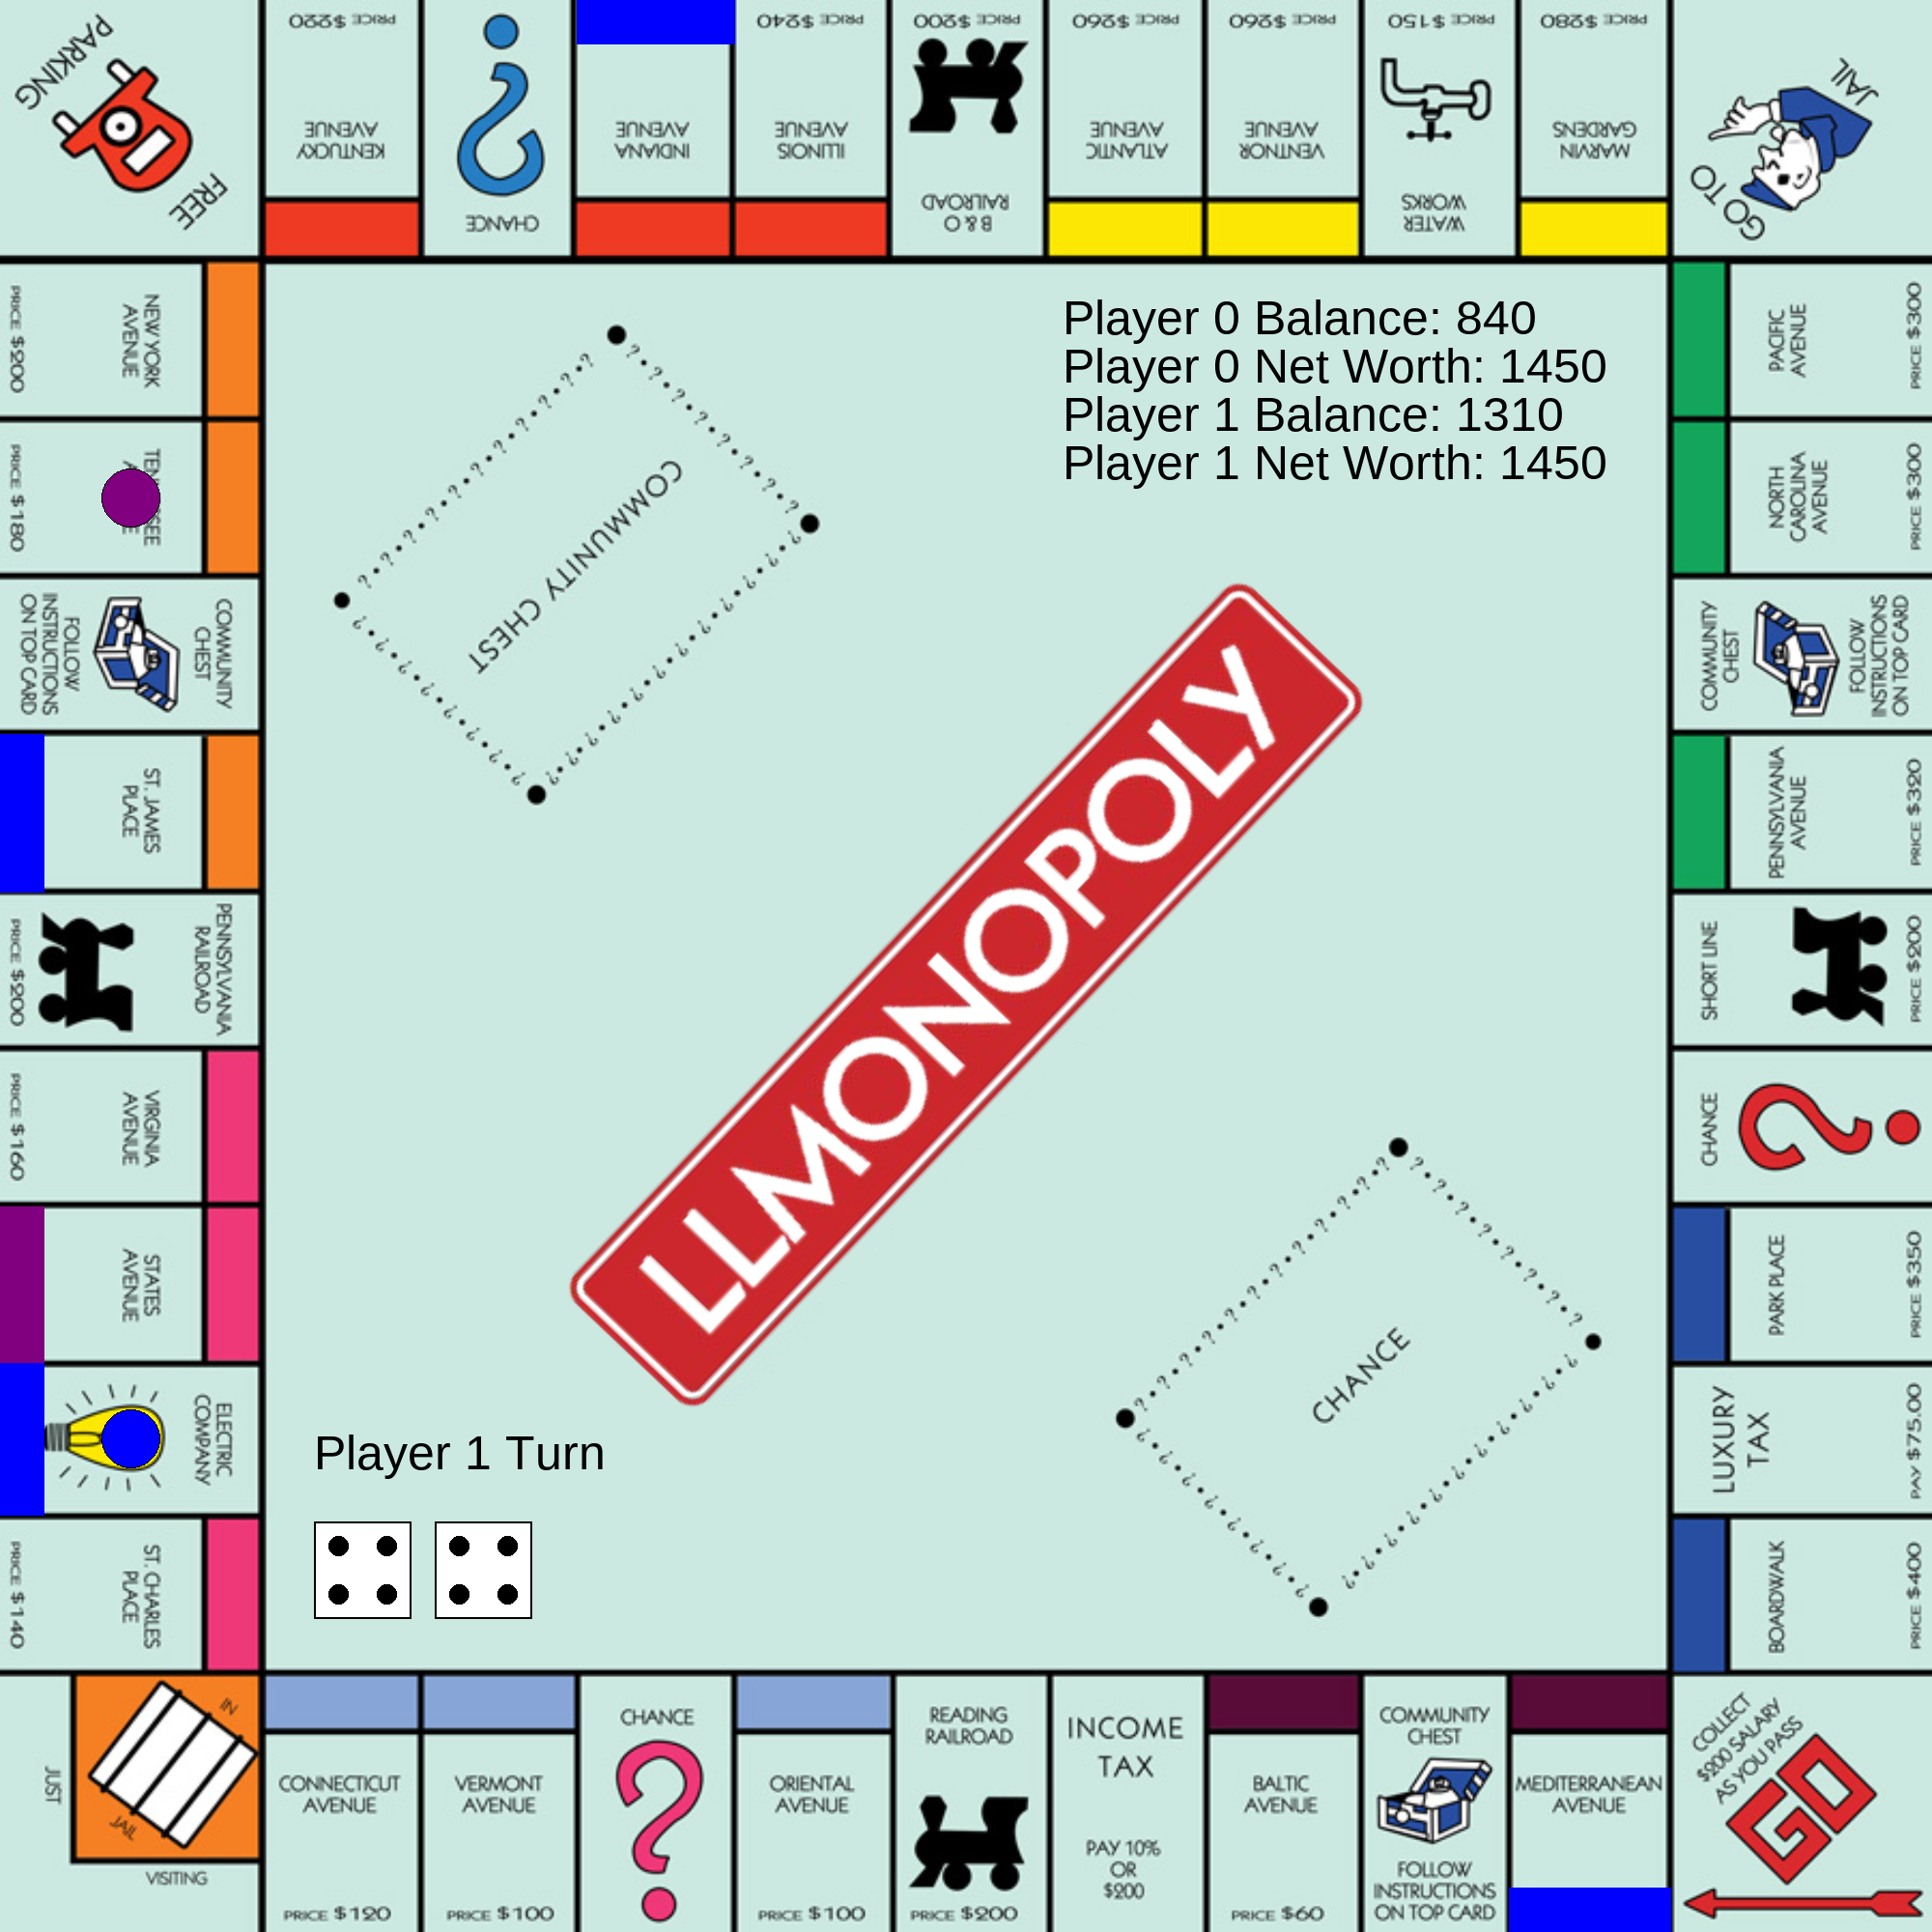 PARKING
FREE
PRICE $220
KENTUCKY
AVENUE
CHANCE
INDIANA
AVENUE
PRICE $240
ILLINOIS
AVENUE
PRICE $200
B & O
RAILROAD
PRICE $260
ATLANTIC
AVENUE
PRICE $260
VENTNOR
AVENUE
PRICE $150
WATER
WORKS
PRICE $280
MARVIN
GARDENS
GO TO
JAIL
NEW YORK
AVENUE
PRICE $200
PRICE $180
COMMUNITY
CHEST
FOLLOW
INSTRUCTIONS
ON TOP CARD
ST. JAMES
PLACE
PENNSYLVANIA
RAILROAD
PRICE $200
VIRGINIA
AVENUE
PRICE $160
STATES
AVENUE
ELECTRIC
COMPANY
ST. CHARLES
PLACE
PRICE $140
Player 0 Balance: 840
Player 0 Net Worth: 1450
Player 1 Balance: 1310
Player 1 Net Worth: 1450
COMMUNITY CHEST
LLMONOPOLY
CHANCE
Player 1 Turn
PACIFIC
AVENUE
PRICE $300
NORTH
CAROLINA
AVENUE
PRICE $300
COMMUNITY
CHEST
FOLLOW
INSTRUCTIONS
ON TOP CARD
PENNSYLVANIA
AVENUE
PRICE $320
SHORT LINE
PRICE $200
CHANCE
PARK PLACE
PRICE $350
LUXURY
TAX
PAY $75.00
BOARDWALK
PRICE $400
JUST
VISITING
IN
JAIL
CONNECTICUT
AVENUE
PRICE $120
VERMONT
AVENUE
PRICE $100
CHANCE
ORIENTAL
AVENUE
PRICE $100
READING
RAILROAD
PRICE $200
INCOME
TAX
PAY 10%
OR
$200
BALTIC
AVENUE
PRICE $60
COMMUNITY
CHEST
FOLLOW
INSTRUCTIONS
ON TOP CARD
MEDITERRANEAN
AVENUE
COLLECT
$200 SALARY
AS YOU PASS
GO